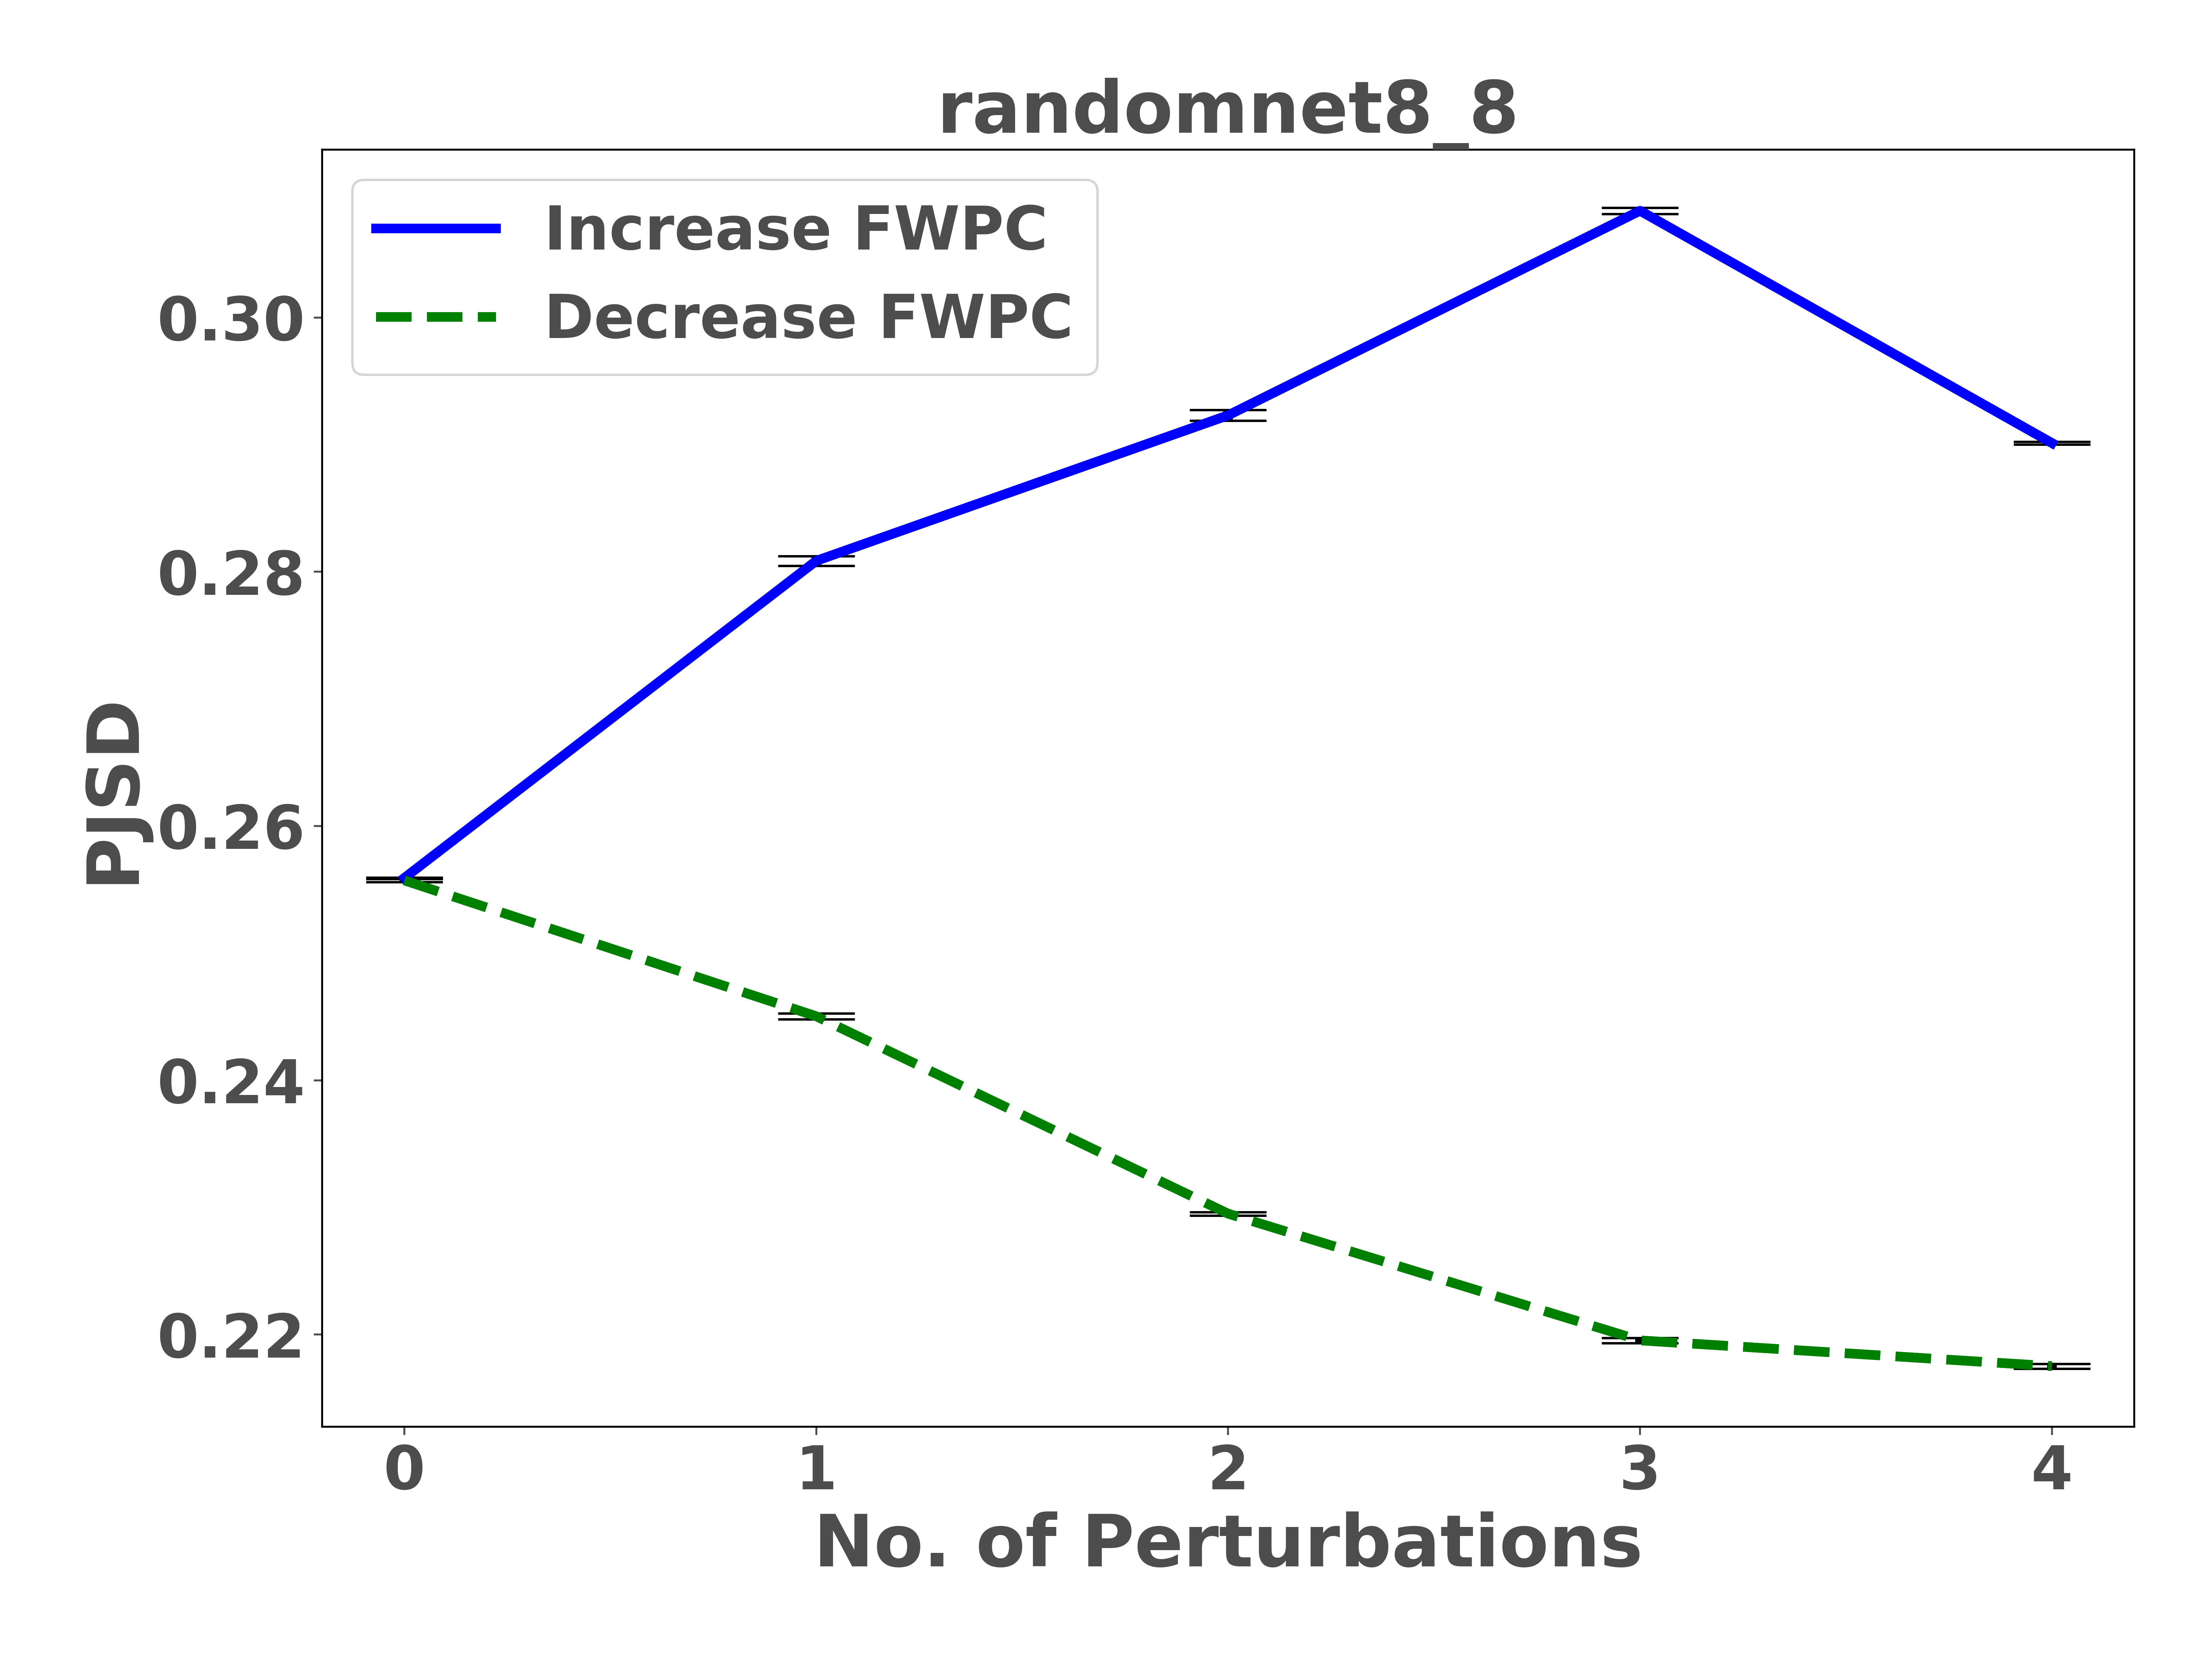 randomnet8_8
Increase FWPC
Decrease FWPC
0.30
0.28
0.26
0.24
0.22
PJSD
0 1 2 3 4
No. of Perturbations